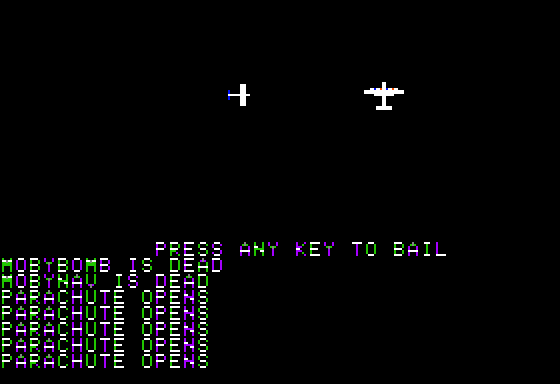 PRESS ANY KEY TO BAIL
MOBYBOMB IS DEAD
MOBYNAV IS DEAD
PARACHUTE OPENS
PARACHUTE OPENS
PARACHUTE OPENS
PARACHUTE OPENS
PARACHUTE OPENS